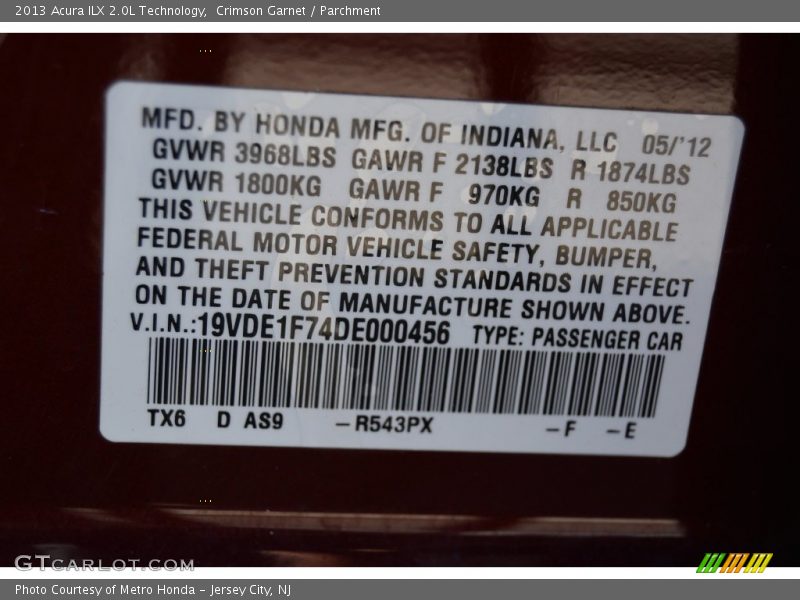 2013 Acura ILX 2.0L Technology,  Crimson Garnet / Parchment
MFD. BY HONDA MFG. OF INDIANA, LLC 05/'12
GVWR 3968LBS GAWR F 2138LBS R 1874LBS
GVWR 1800KG GAWR F 970KG R 850KG
THIS VEHICLE CONFORMS TO ALL APPLICABLE
FEDERAL MOTOR VEHICLE SAFETY, BUMPER,
AND THEFT PREVENTION STANDARDS IN EFFECT
ON THE DATE OF MANUFACTURE SHOWN ABOVE.
V.I.N.:19VDE1F74DE000456 TYPE: PASSENGER CAR
TX6 D AS9 –R543PX –F –E
GTCARLOT.COM
Photo Courtesy of Metro Honda – Jersey City, NJ